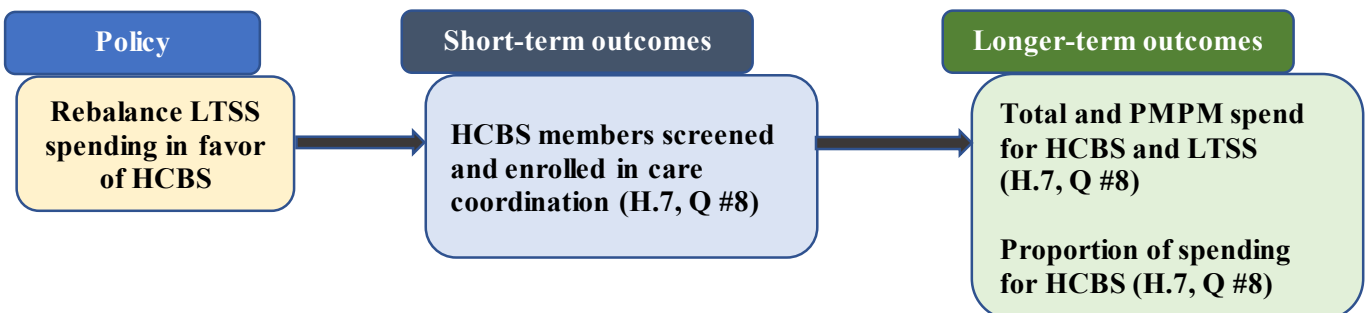 Policy
Rebalance LTSS
spending in favor
of HCBS
Short-term outcomes
HCBS members screened
and enrolled in care
coordination (H.7, Q #8)
Longer-term outcomes
Total and PMPM spend
for HCBS and LTSS
(H.7, Q #8)
Proportion of spending
for HCBS (H.7, Q #8)